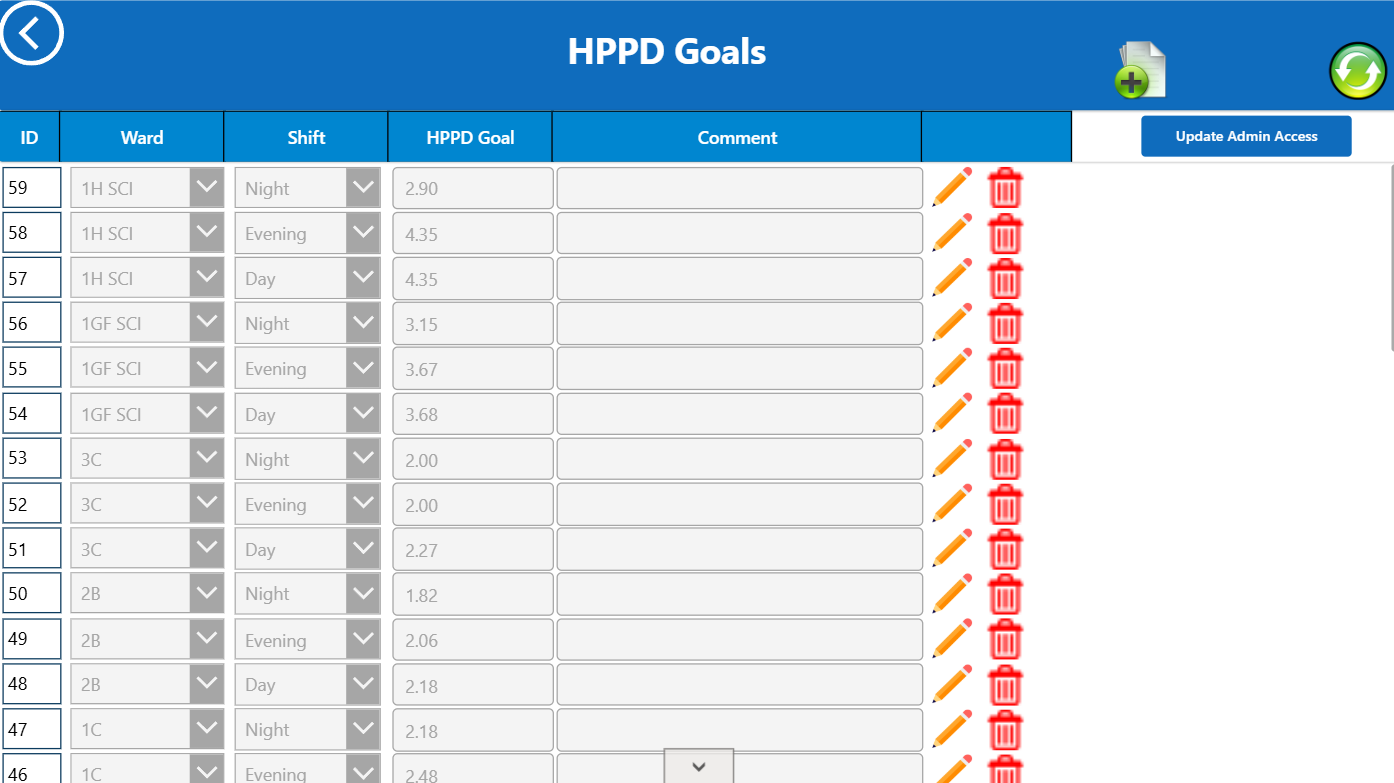 HPPD Goals
ID Ward Shift HPPD Goal Comment Update Admin Access
59 1H SCI Night 2.90
58 1H SCI Evening 4.35
57 1H SCI Day 4.35
56 1GF SCI Night 3.15
55 1GF SCI Evening 3.67
54 1GF SCI Day 3.68
53 3C Night 2.00
52 3C Evening 2.00
51 3C Day 2.27
50 2B Night 1.82
49 2B Evening 2.06
48 2B Day 2.18
47 1C Night 2.18
46 1C Evening 2.48